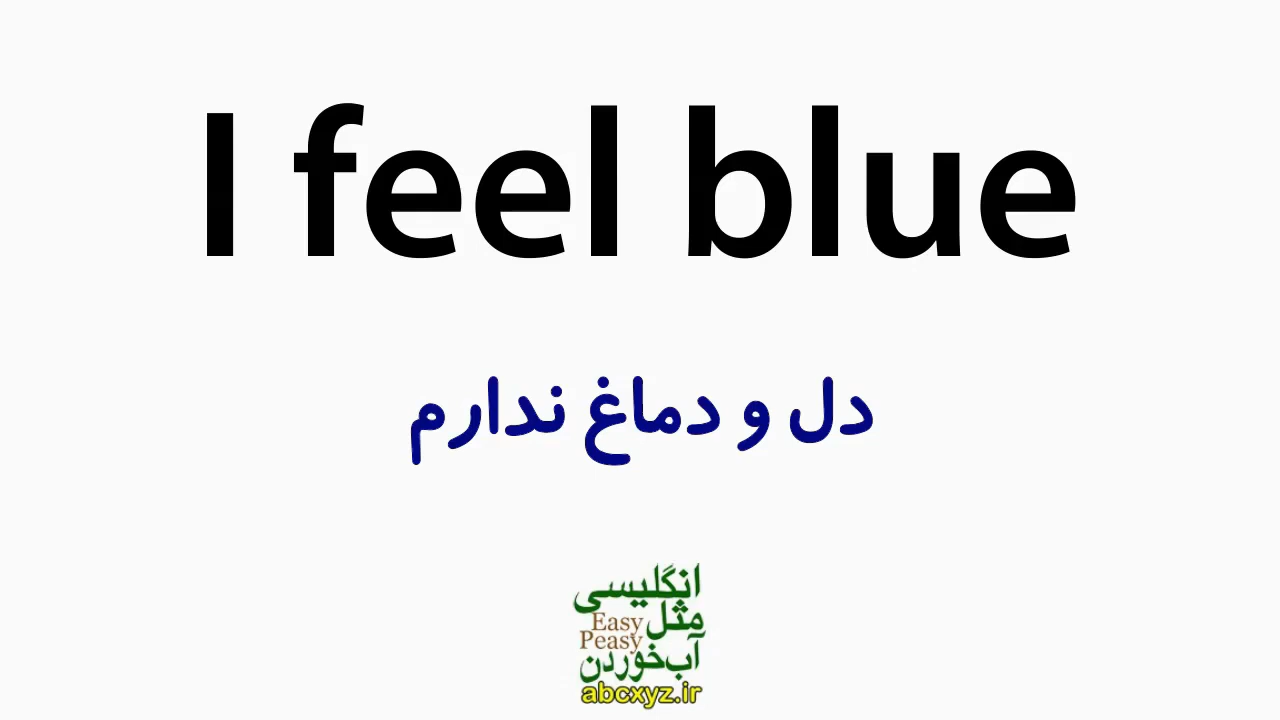 I feel blue
دل و دماغ ندارم
انگلیسی
مثل Easy
Peasy
آب‌خوردن
abcxyz.ir